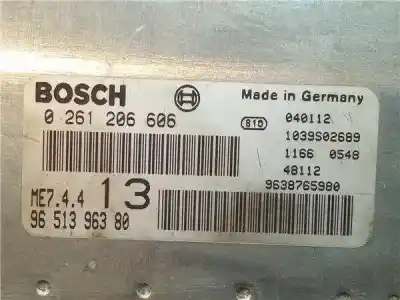 BOSCH
Made in Germany
0 261 206 606
810
040112
1039S02689
1166 0548
48112
9638765980
ME7.4.4 13
96 513 963 80